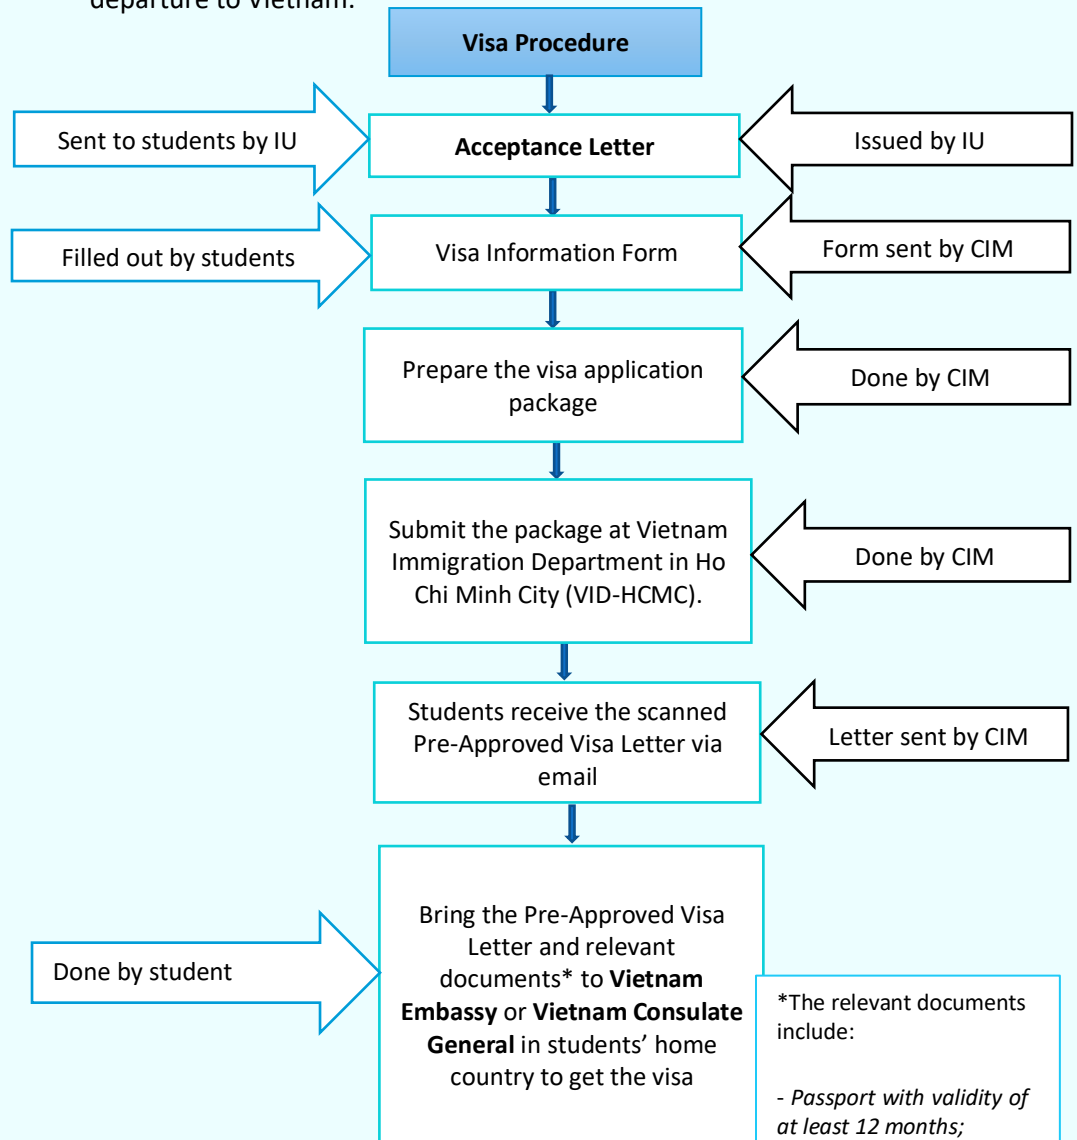 departure to Vietnam.
Visa Procedure
Sent to students by IU
Acceptance Letter
Issued by IU
Filled out by students
Visa Information Form
Form sent by CIM
Prepare the visa application
package
Done by CIM
Submit the package at Vietnam
Immigration Department in Ho
Chi Minh City (VID-HCMC).
Done by CIM
Students receive the scanned
Pre-Approved Visa Letter via
email
Letter sent by CIM
Done by student
Bring the Pre-Approved Visa
Letter and relevant
documents* to Vietnam
Embassy or Vietnam Consulate
General in students’ home
country to get the visa
*The relevant documents
include:
- Passport with validity of
at least 12 months;